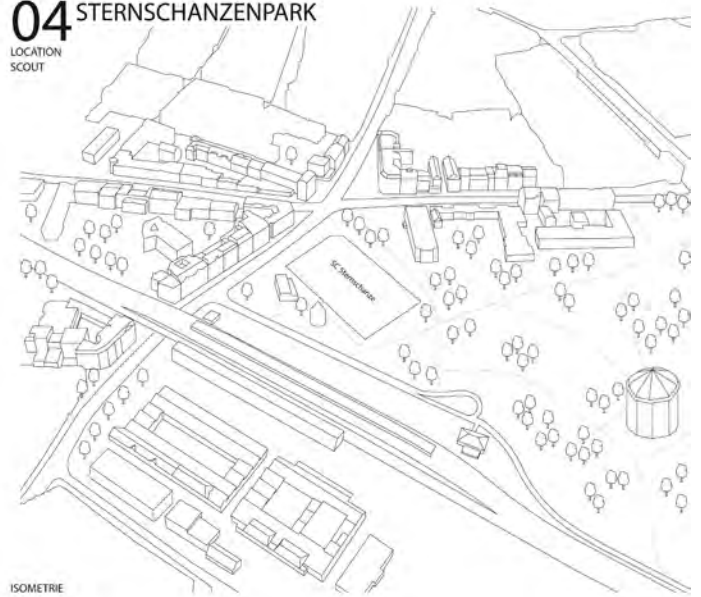 04 STERNSCHANZENPARK
LOCATION
SCOUT
SC Sternschanze
ISOMETRIE